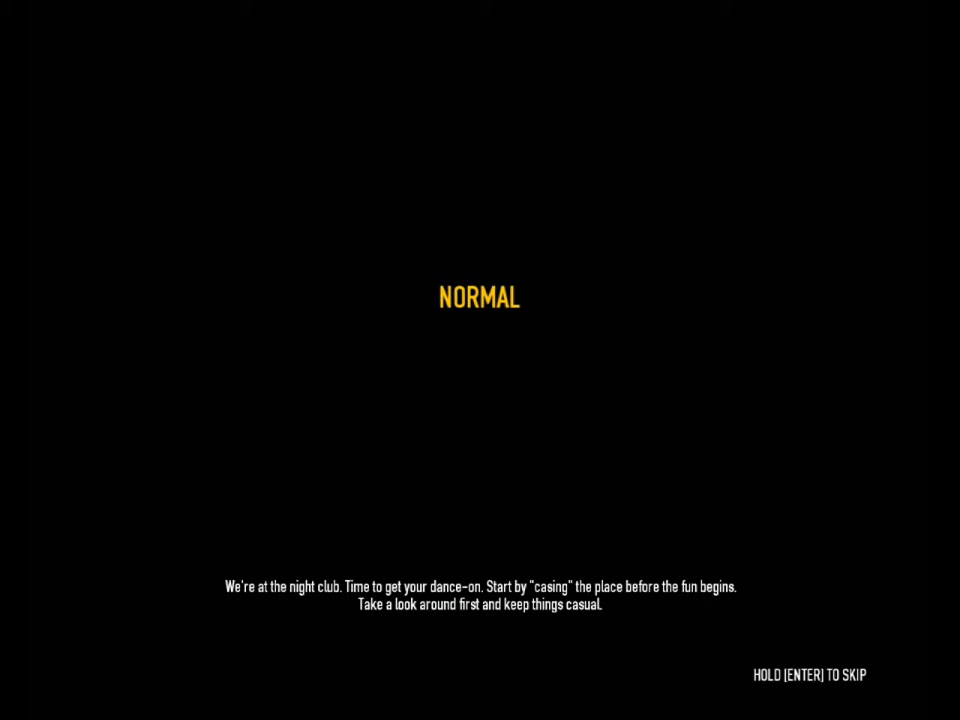 NORMAL
We're at the night club. Time to get your dance-on. Start by "casing" the place before the fun begins.
Take a look around first and keep things casual.
HOLD [ENTER] TO SKIP